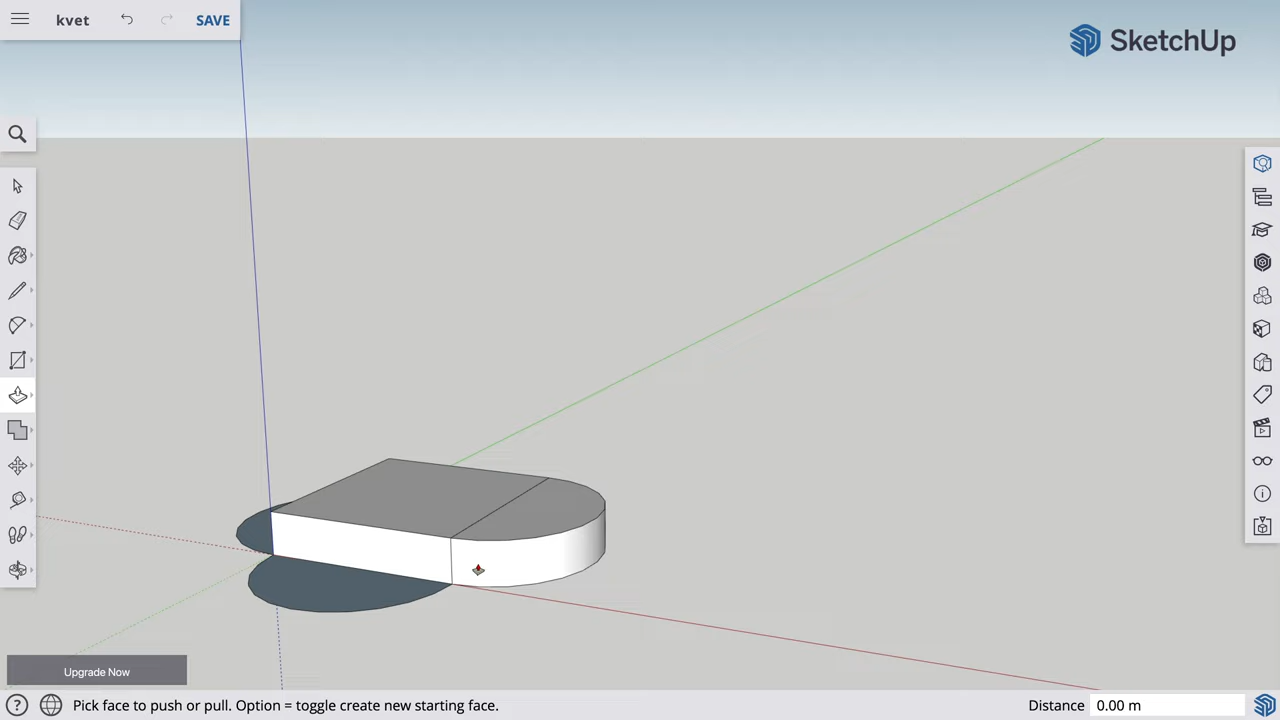 kvet
SAVE
SketchUp
Upgrade Now
Pick face to push or pull. Option = toggle create new starting face.
Distance
0.00 m